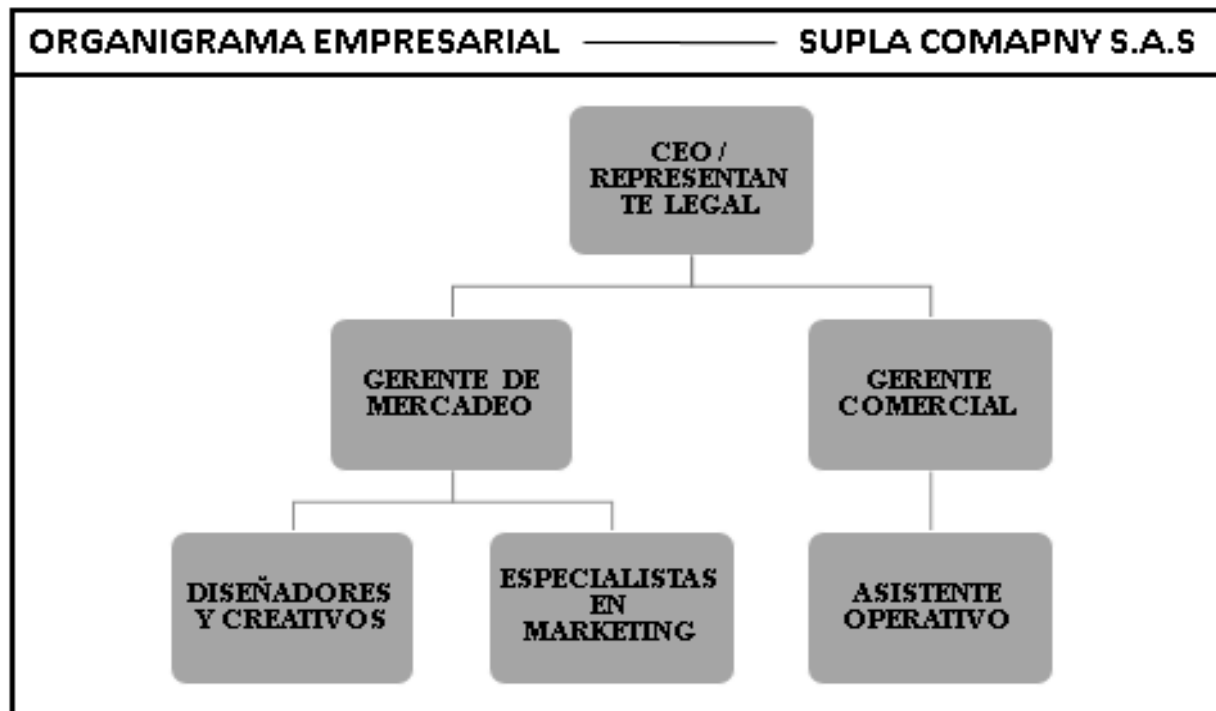 ORGANIGRAMA EMPRESARIAL —— SUPLA COMAPNY S.A.S
CEO /
REPRESENTAN
TE LEGAL
GERENTE DE
MERCADEO
GERENTE
COMERCIAL
DISEÑADORES
Y CREATIVOS
ESPECIALISTAS
EN
MARKETING
ASISTENTE
OPERATIVO